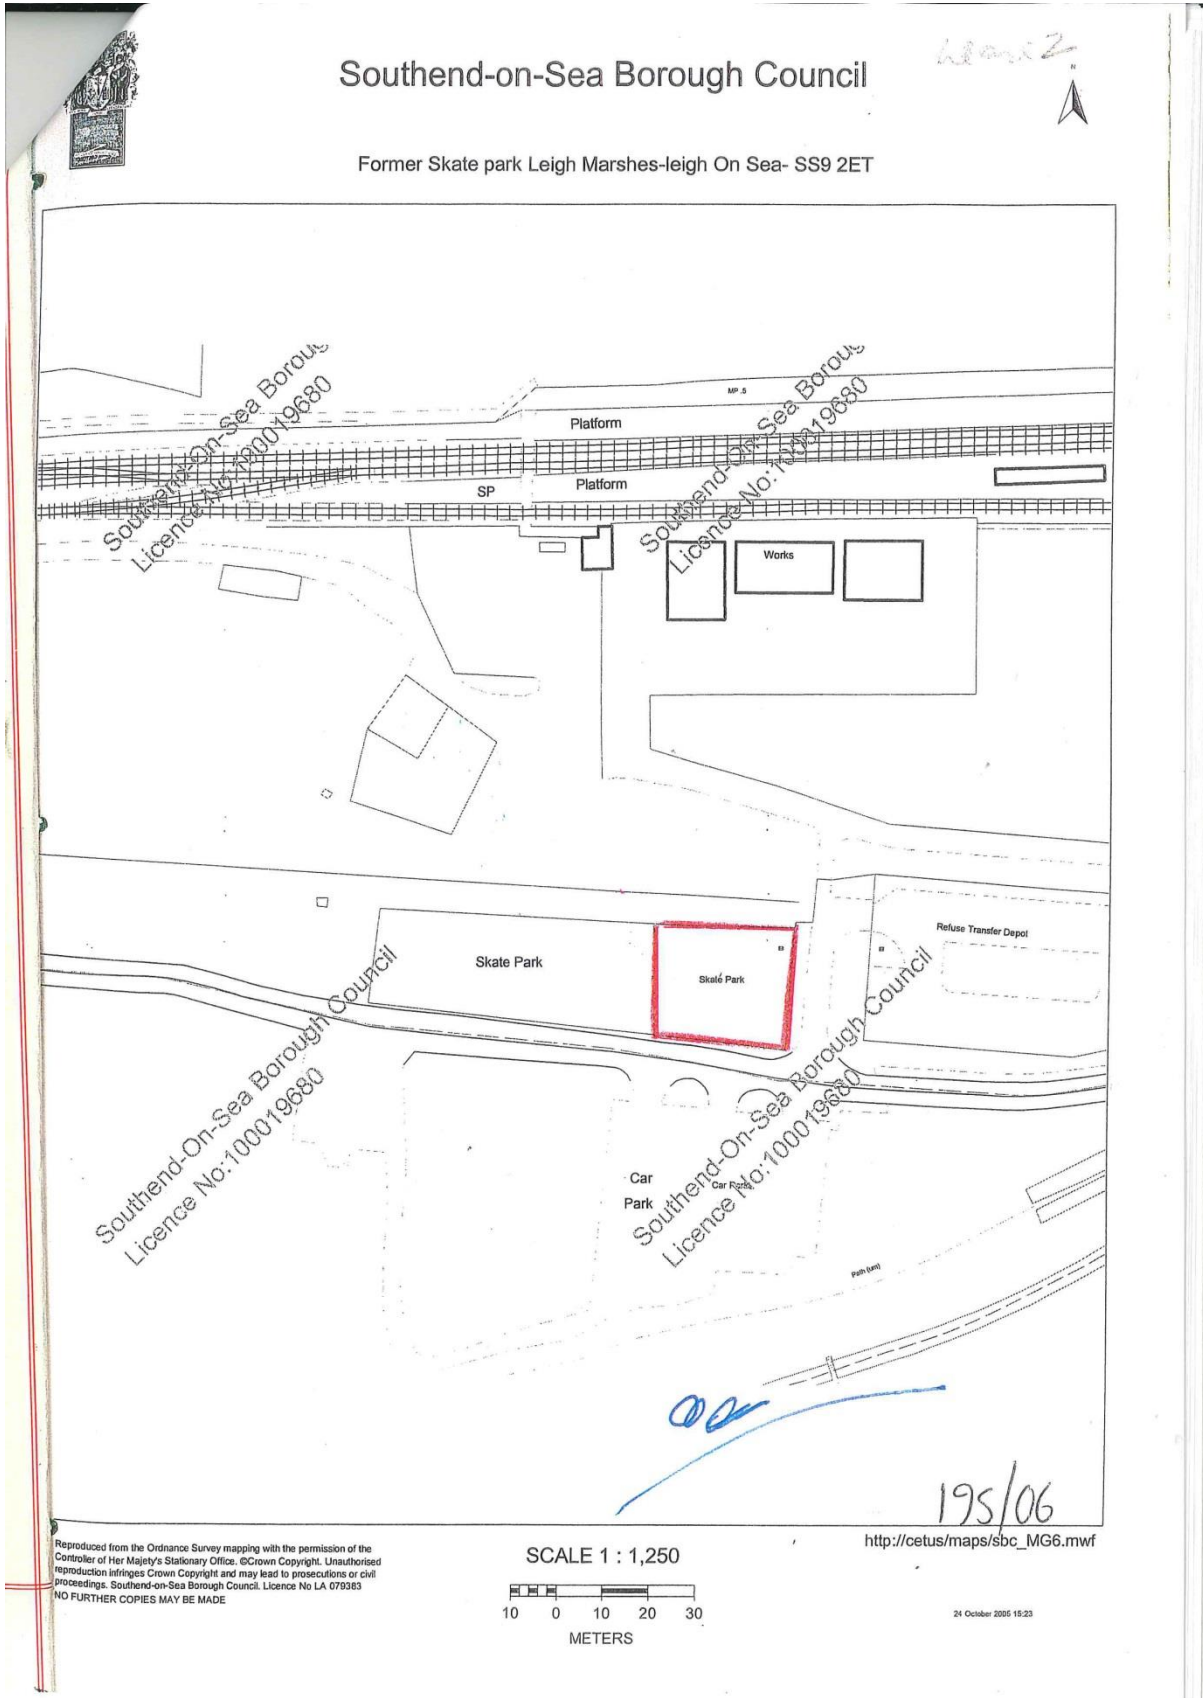 Southend-on-Sea Borough Council
Former Skate park Leigh Marshes-leigh On Sea- SS9 2ET
N
MP .5
Platform
SP
Platform
Southend-On-Sea Boroug
Licence No:100019680
Southend-On-Sea Boroug
Licence No:100019680
Works
Refuse Transfer Depot
Skate Park
Skate Park
Southend-On-Sea Borough Council
Licence No:100019680
Southend-On-Sea Borough Council
Licence No:100019680
Car
Park
Car Park
Path (um)
195/06
http://cetus/maps/sbc_MG6.mwf
Reproduced from the Ordnance Survey mapping with the permission of the
Controller of Her Majety's Stationary Office. ©Crown Copyright. Unauthorised
reproduction infringes Crown Copyright and may lead to prosecutions or civil
proceedings. Southend-on-Sea Borough Council. Licence No LA 079383
NO FURTHER COPIES MAY BE MADE
SCALE 1 : 1,250
10 0 10 20 30
METERS
24 October 2005 15:23